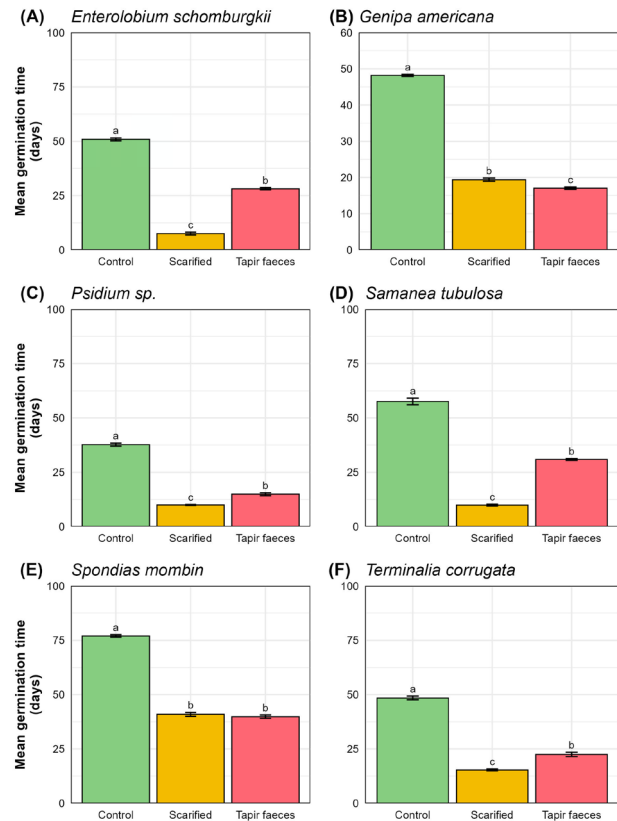 (A) Enterolobium schomburgkii
Mean germination time
(days)
100
75
50
25
0
a
c
b
Control Scarified Tapir faeces
(B) Genipa americana
60
50
40
30
20
10
0
a
b
c
Control Scarified Tapir faeces
(C) Psidium sp.
Mean germination time
(days)
100
75
50
25
0
a
c
b
Control Scarified Tapir faeces
(D) Samanea tubulosa
100
75
50
25
0
a
c
b
Control Scarified Tapir faeces
(E) Spondias mombin
Mean germination time
(days)
100
75
50
25
0
a
b
b
Control Scarified Tapir faeces
(F) Terminalia corrugata
100
75
50
25
0
a
c
b
Control Scarified Tapir faeces